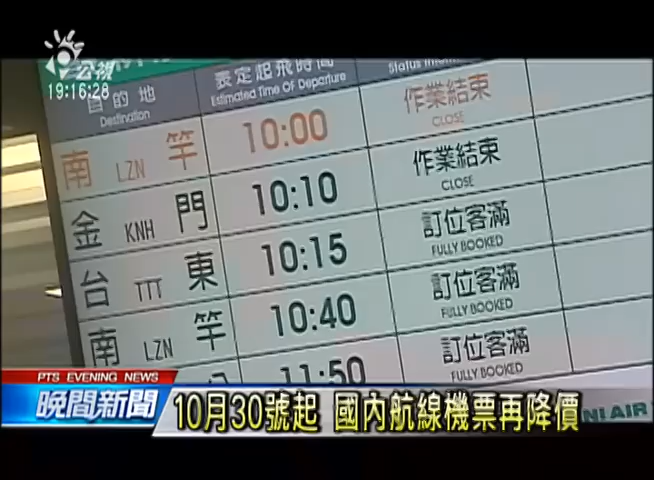 公視
19:16:28
目的地 表定起飛時間
Destination Estimated Time Of Departure Status
南 LZN 竿 10:00 作業結束
CLOSE
金 KNH 門 10:10 作業結束
CLOSE
台 TTT 東 10:15 訂位客滿
FULLY BOOKED
南 LZN 竿 10:40 訂位客滿
FULLY BOOKED
11:50 訂位客滿
FULLY BOOKED
PTS EVENING NEWS
晚間新聞
10月30號起 國內航線機票再降價
NI AIR